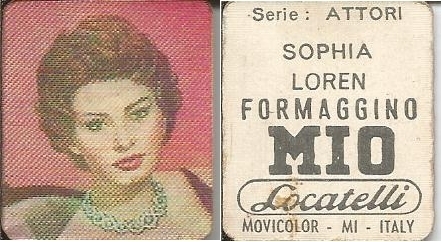 Serie: ATTORI
SOPHIA
LOREN
FORMAGGINO
MIO
Locatelli
MOVICOLOR - MI - ITALY